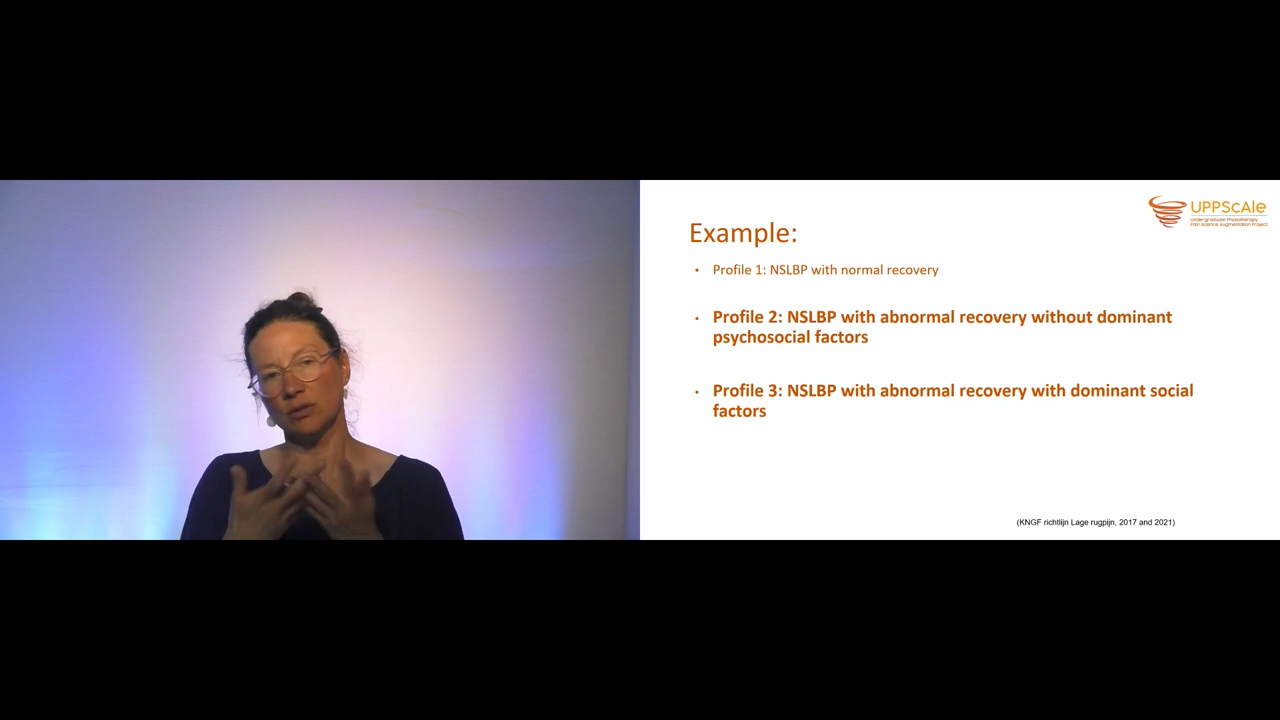 UPPScAle
Undergraduate Physiotherapy
Pain Science Augmentation Project
Example:
• Profile 1: NSLBP with normal recovery
• Profile 2: NSLBP with abnormal recovery without dominant
psychosocial factors
• Profile 3: NSLBP with abnormal recovery with dominant social
factors
(KNGF richtlijn Lage rugpijn, 2017 and 2021)